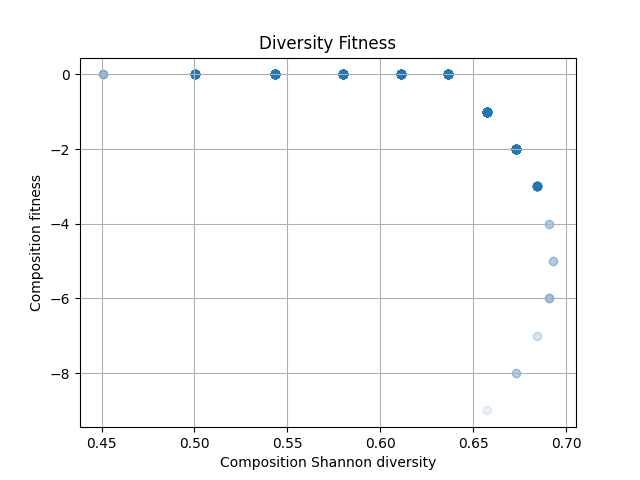 Diversity Fitness
0
−2
−4
−6
−8
Composition fitness
0.45 0.50 0.55 0.60 0.65 0.70
Composition Shannon diversity